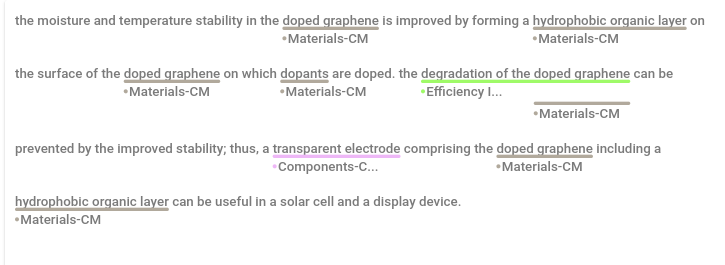 the moisture and temperature stability in the doped graphene is improved by forming a hydrophobic organic layer on
•Materials-CM •Materials-CM
the surface of the doped graphene on which dopants are doped. the degradation of the doped graphene can be
•Materials-CM •Materials-CM •Efficiency I...
•Materials-CM
prevented by the improved stability; thus, a transparent electrode comprising the doped graphene including a
•Components-C... •Materials-CM
hydrophobic organic layer can be useful in a solar cell and a display device.
•Materials-CM